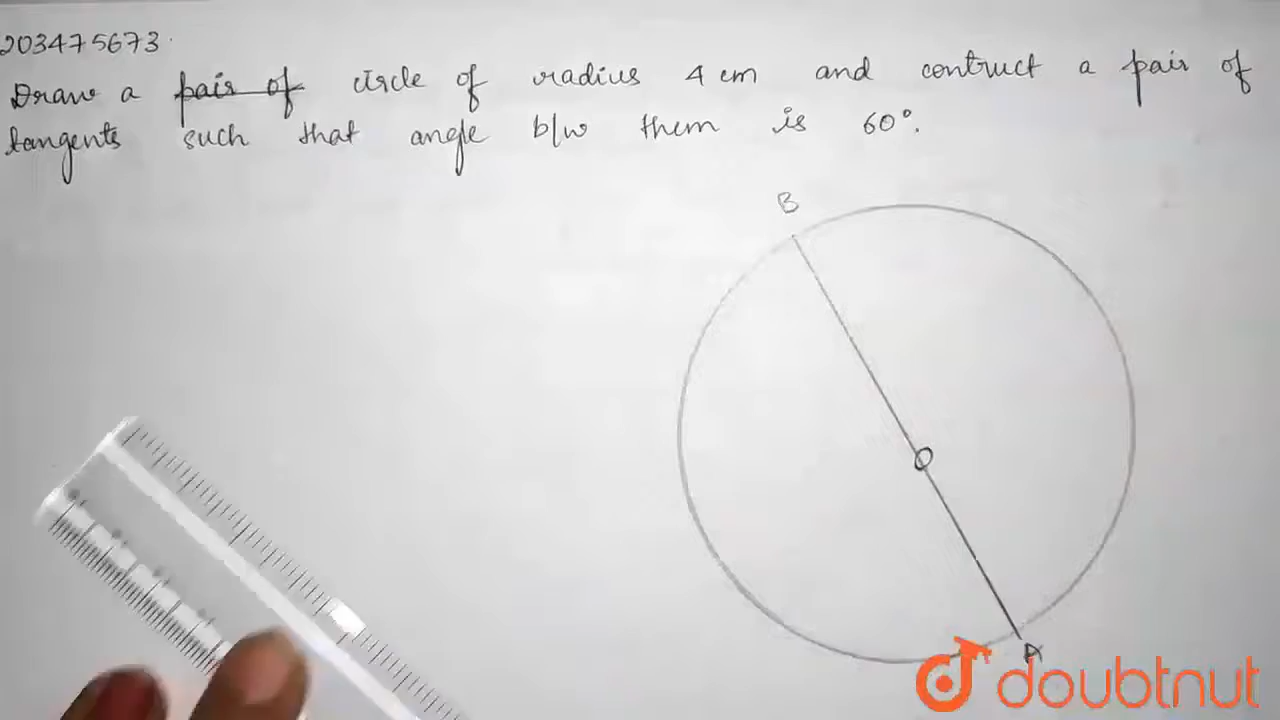 203475673.
Draw a pair of circle of radius 4 cm and contruct a pair of
tangents such that angle b/w them is 60°.
B
O
A
doubtnut